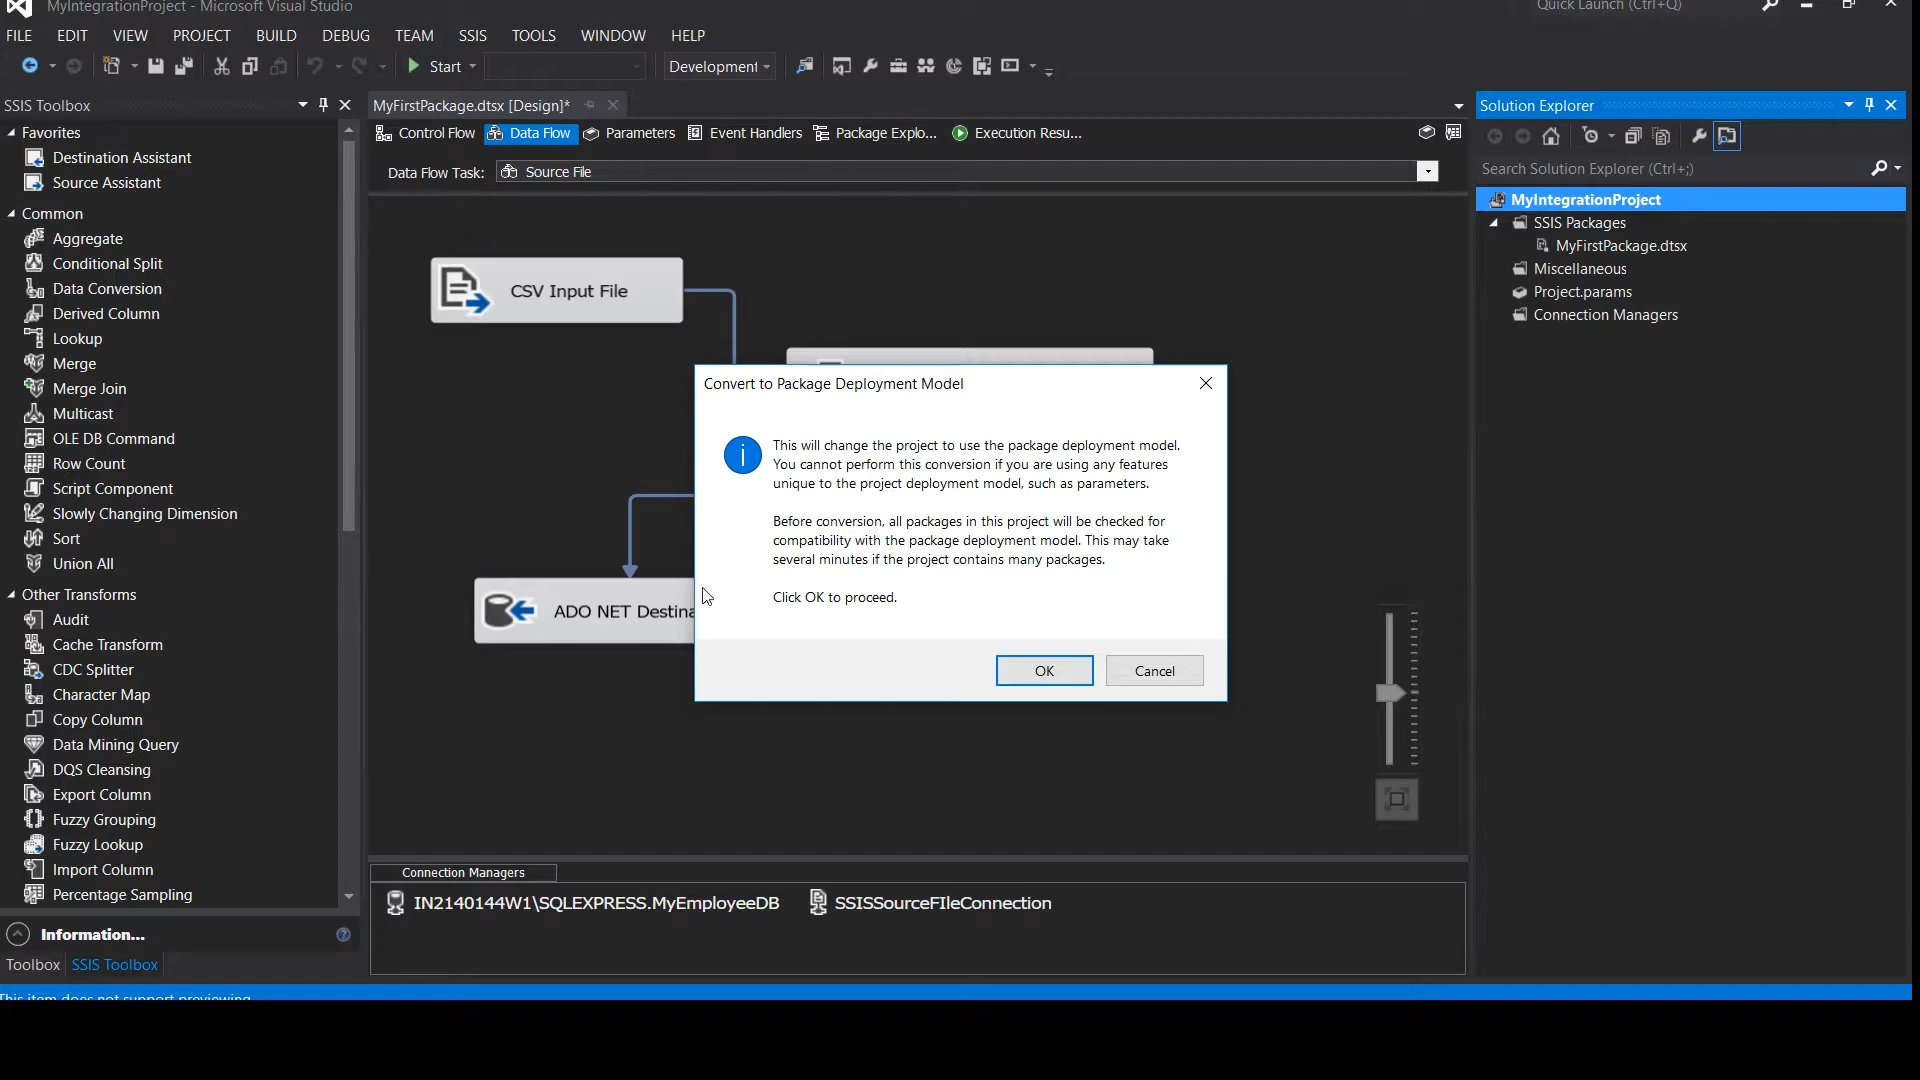 MyIntegrationProject - Microsoft Visual Studio
Quick Launch (Ctrl+Q)
FILE EDIT VIEW PROJECT BUILD DEBUG TEAM SSIS TOOLS WINDOW HELP
Start
Development
SSIS Toolbox
Favorites
Destination Assistant
Source Assistant
Common
Aggregate
Conditional Split
Data Conversion
Derived Column
Lookup
Merge
Merge Join
Multicast
OLE DB Command
Row Count
Script Component
Slowly Changing Dimension
Sort
Union All
Other Transforms
Audit
Cache Transform
CDC Splitter
Character Map
Copy Column
Data Mining Query
DQS Cleansing
Export Column
Fuzzy Grouping
Fuzzy Lookup
Import Column
Percentage Sampling
Information...
Toolbox SSIS Toolbox
MyFirstPackage.dtsx [Design]*
Control Flow Data Flow Parameters Event Handlers Package Explo... Execution Resu...
Data Flow Task: Source File
CSV Input File
ADO NET Destina
Convert to Package Deployment Model
This will change the project to use the package deployment model.
You cannot perform this conversion if you are using any features
unique to the project deployment model, such as parameters.
Before conversion, all packages in this project will be checked for
compatibility with the package deployment model. This may take
several minutes if the project contains many packages.
Click OK to proceed.
OK Cancel
Connection Managers
IN2140144W1\SQLEXPRESS.MyEmployeeDB SSISSourceFIleConnection
Solution Explorer
Search Solution Explorer (Ctrl+;)
MyIntegrationProject
SSIS Packages
MyFirstPackage.dtsx
Miscellaneous
Project.params
Connection Managers
This item does not support previewing